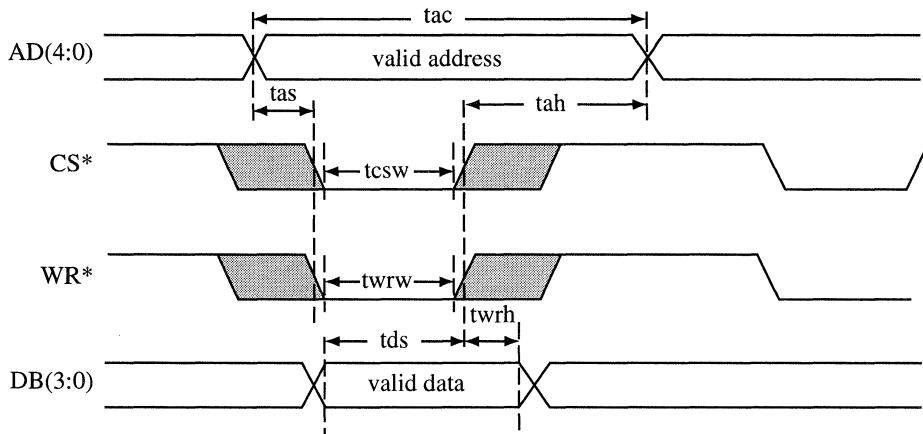 tac
AD(4:0)
valid address
tas
tah
CS*
tcsw
WR*
twrw
twrh
tds
DB(3:0)
valid data